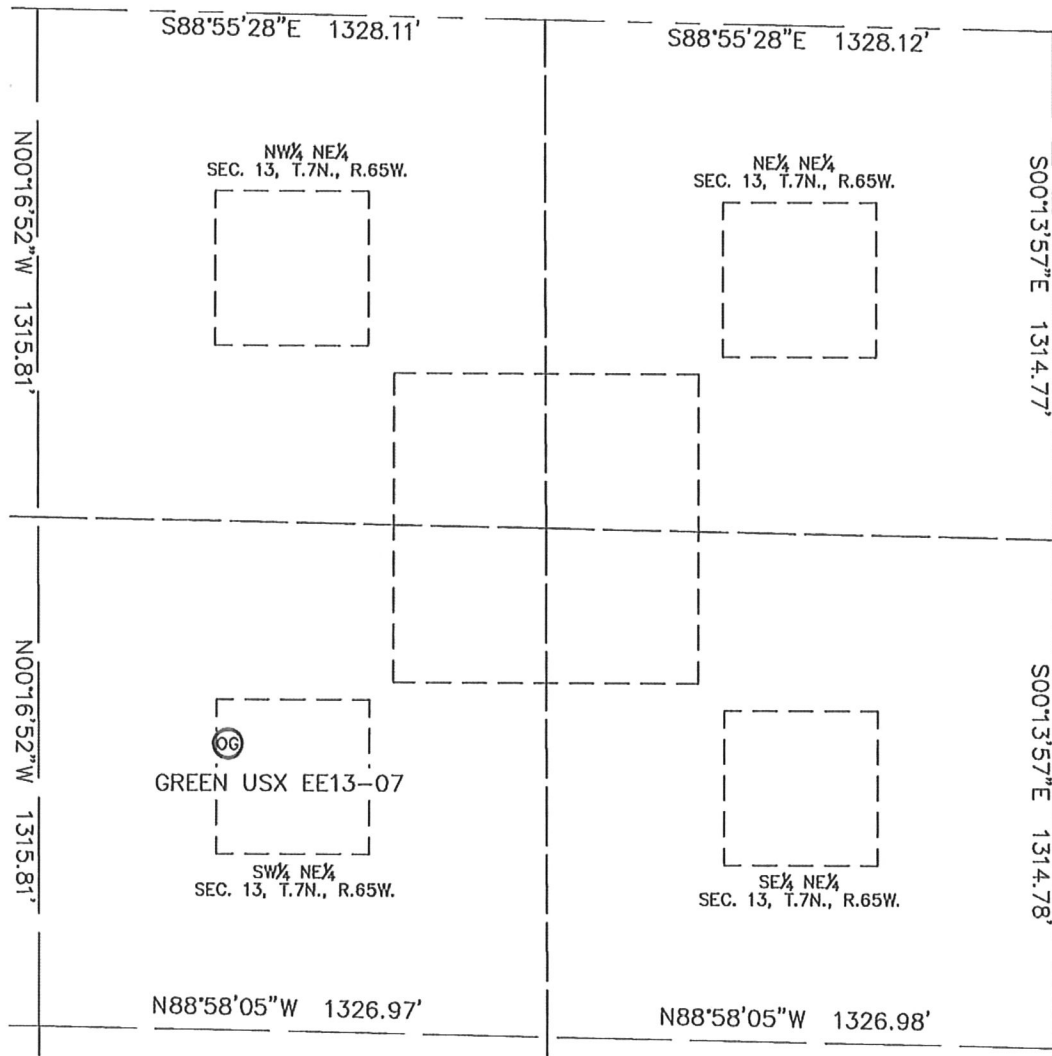 S88°55'28"E 1328.11'
S88°55'28"E 1328.12'
N00°16'52"W 1315.81'
NW¼ NE¼
SEC. 13, T.7N., R.65W.
NE¼ NE¼
SEC. 13, T.7N., R.65W.
S00°13'57"E 1314.77'
N00°16'52"W 1315.81'
OG
GREEN USX EE13-07
SW¼ NE¼
SEC. 13, T.7N., R.65W.
SE¼ NE¼
SEC. 13, T.7N., R.65W.
S00°13'57"E 1314.78'
N88°58'05"W 1326.97'
N88°58'05"W 1326.98'